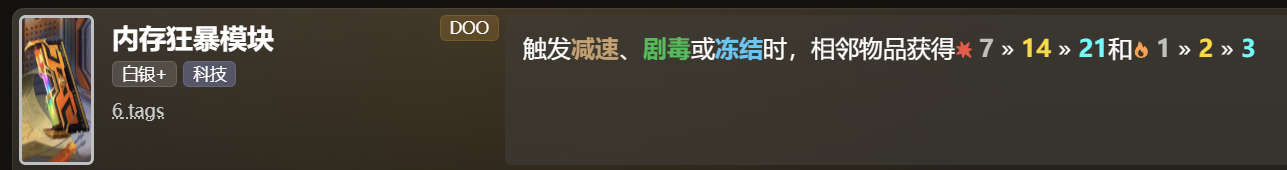 内存狂暴模块
DOO
白银+ 科技
6 tags
触发减速、剧毒或冻结时，相邻物品获得 7 » 14 » 21和 1 » 2 » 3